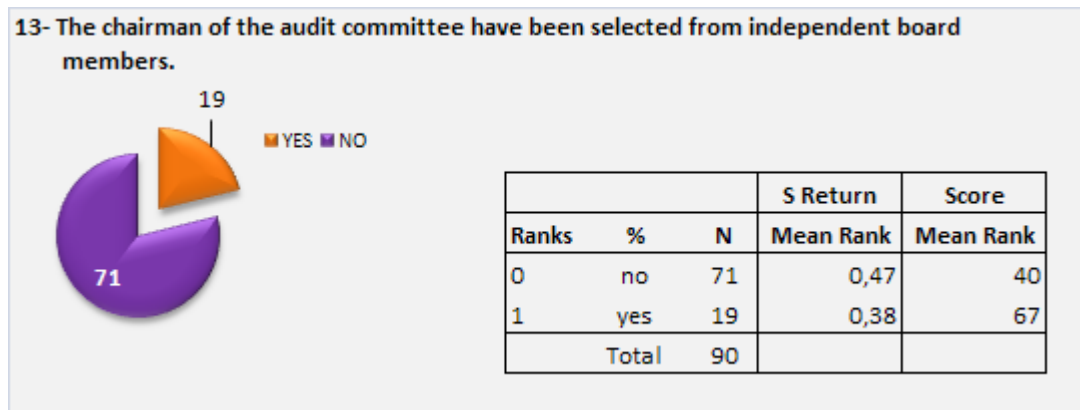 13- The chairman of the audit committee have been selected from independent board
members.
19
YES NO
71
S Return Score
Ranks % N Mean Rank Mean Rank
0 no 71 0,47 40
1 yes 19 0,38 67
Total 90